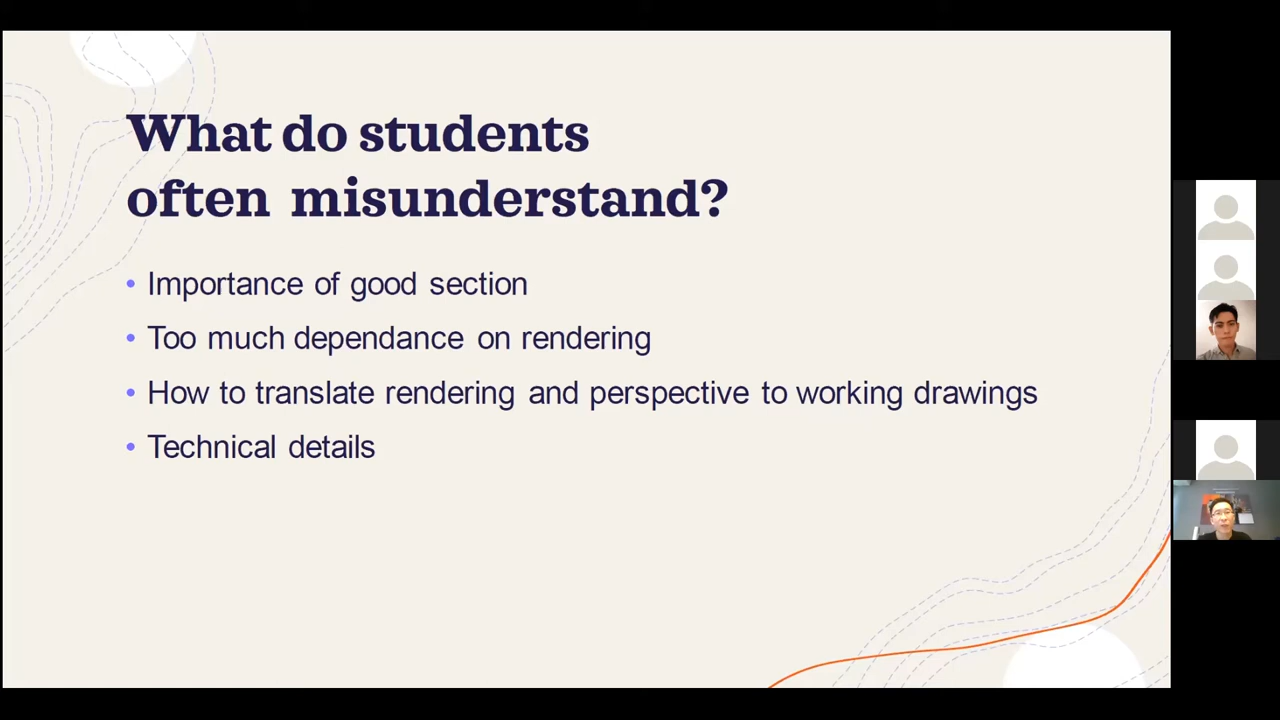 What do students
often misunderstand?
• Importance of good section
• Too much dependance on rendering
• How to translate rendering and perspective to working drawings
• Technical details